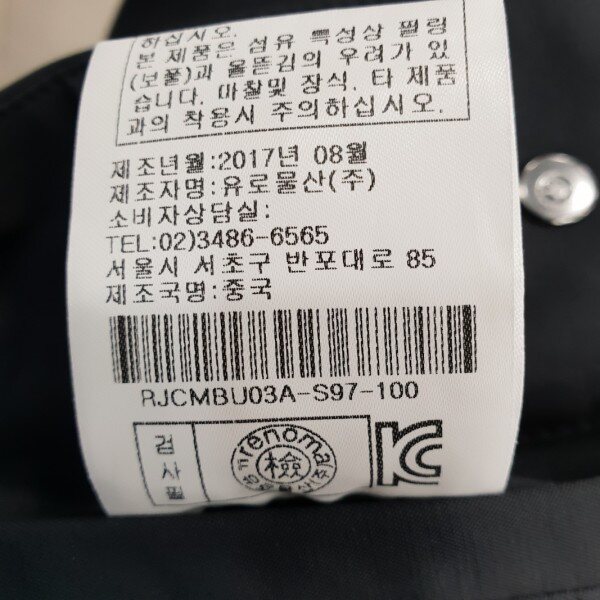 하십시오.
본 제품은 섬유 특성상 필링
(보풀)과 올뜯김의 우려가 있
습니다. 마찰및 장식. 타 제품
과의 착용시 주의하십시오.
제조년월:2017년 08월
제조자명:유로물산(주)
소비자상담실:
TEL:02)3486-6565
서울시 서초구 반포대로 85
제조국명:중국
RJCMBU03A-S97-100
검사필
renoma
檢